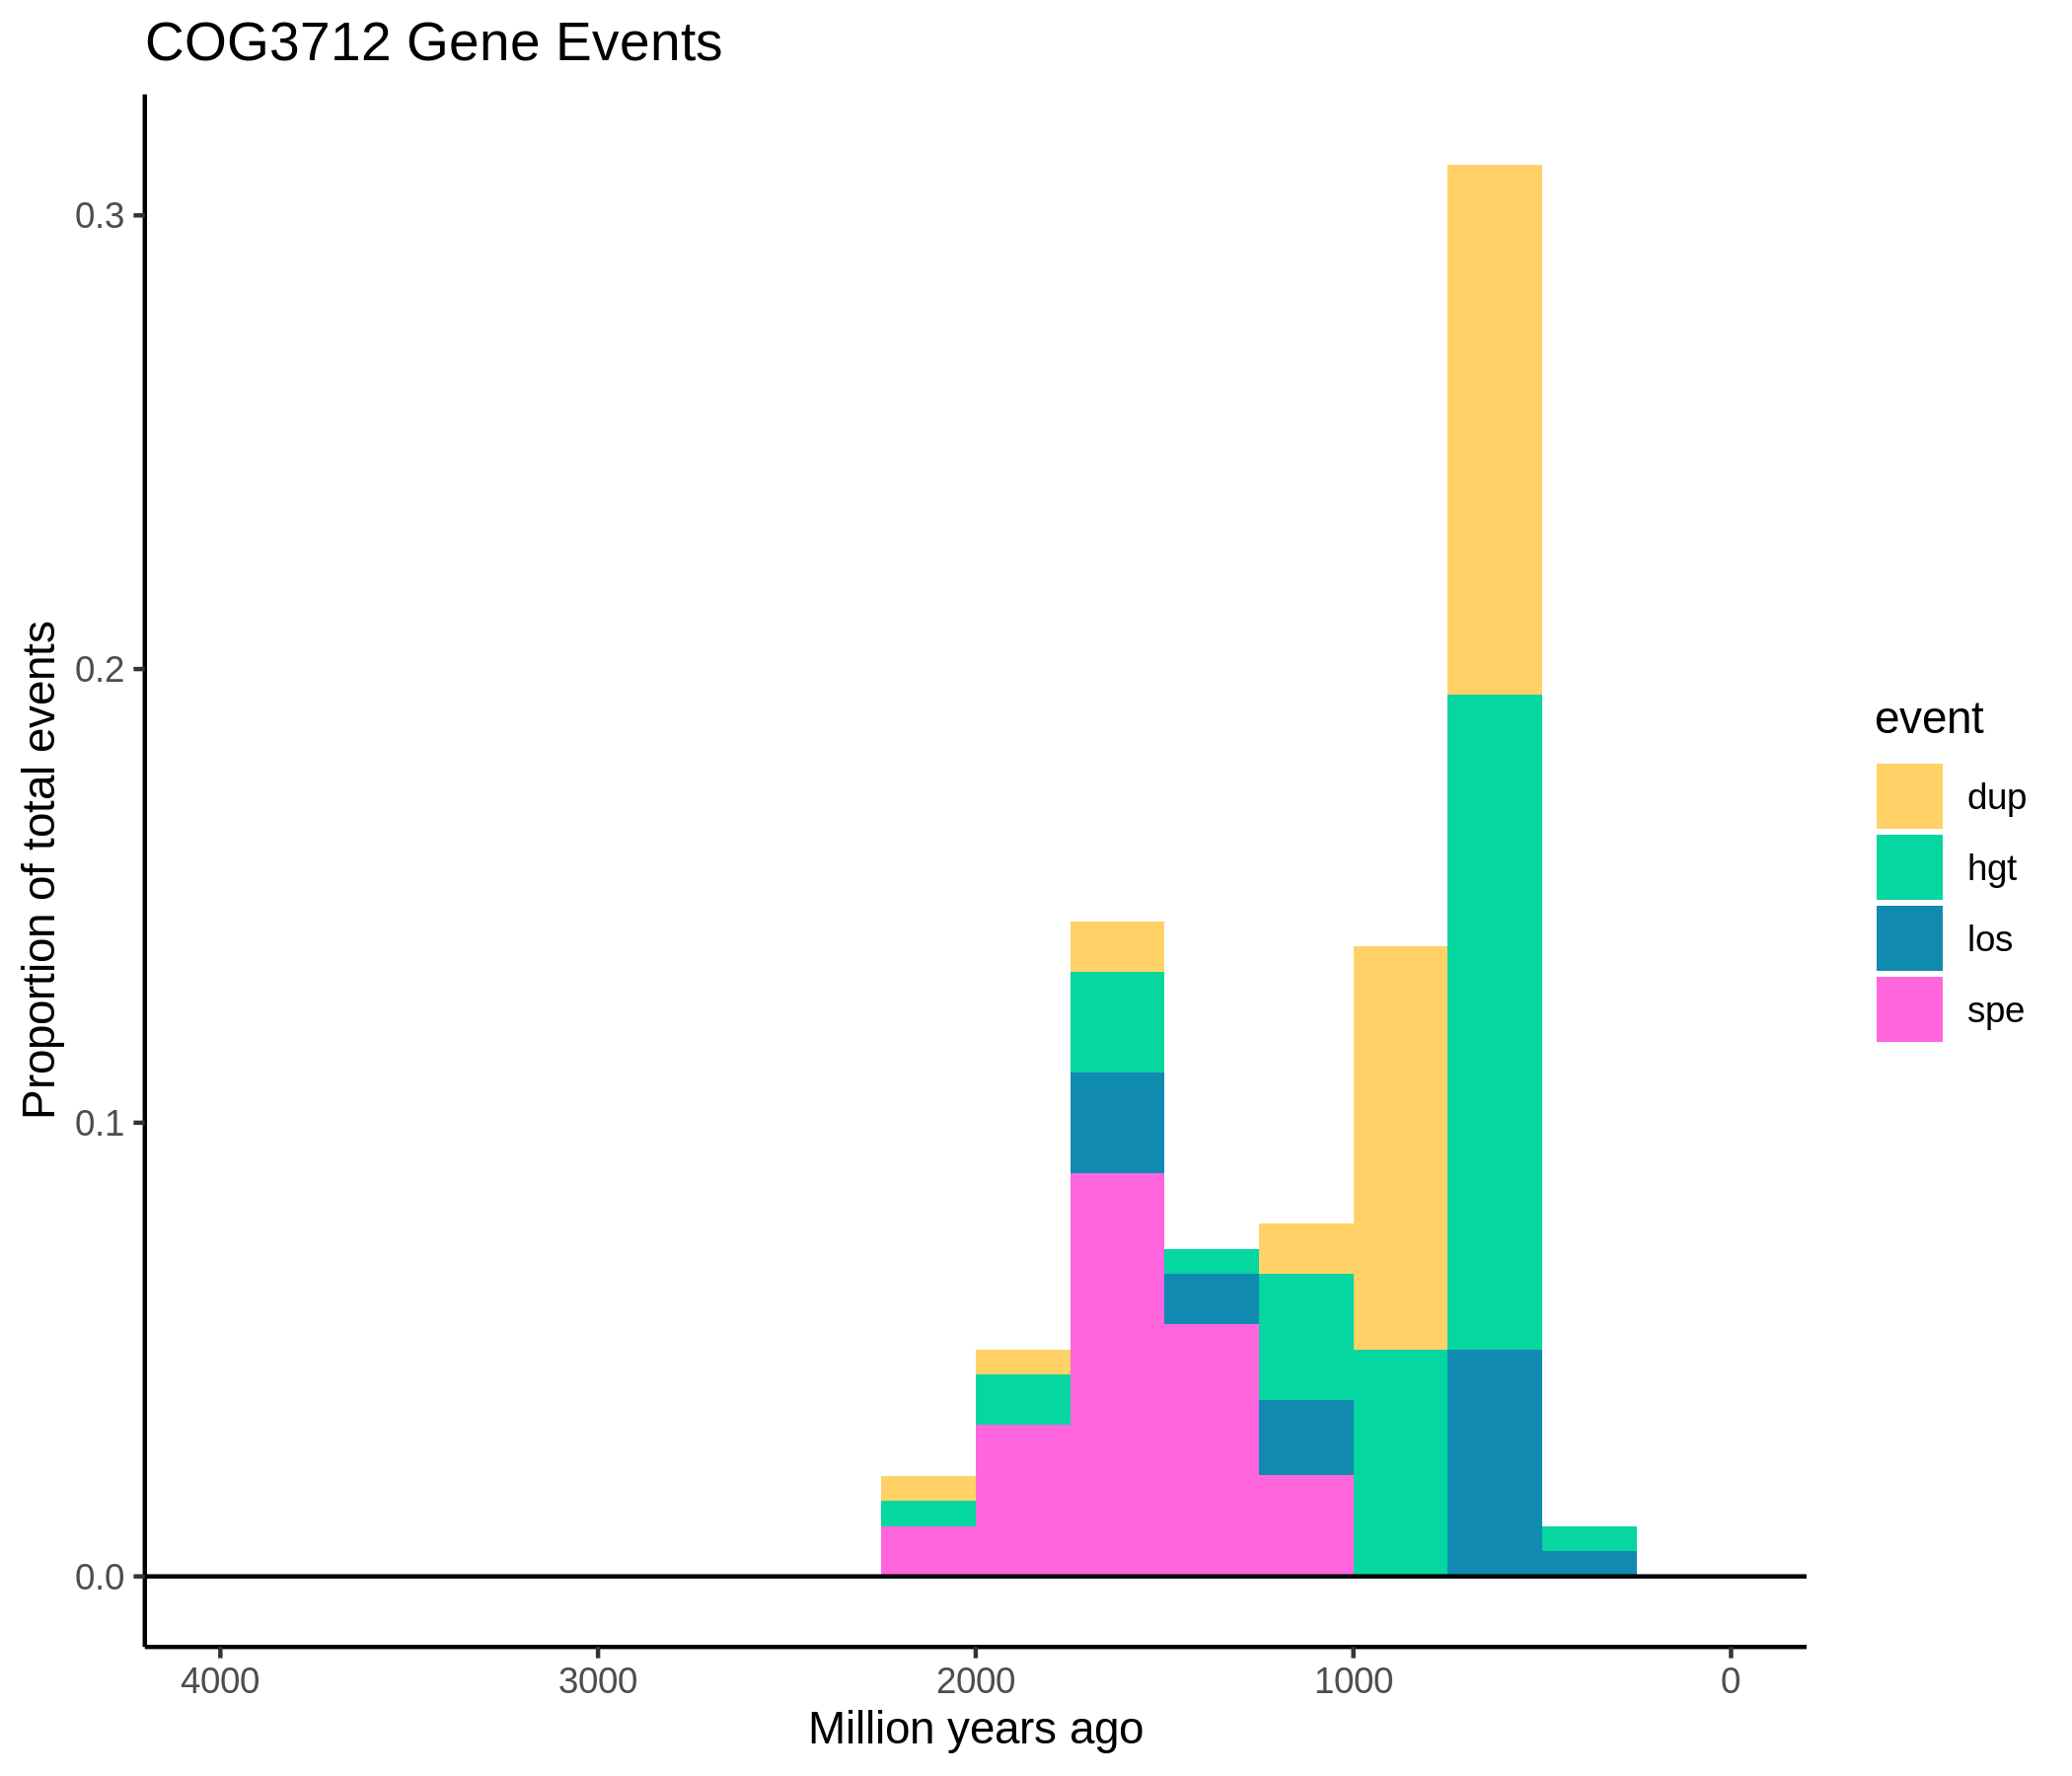 COG3712 Gene Events
Proportion of total events
0.3
0.2
0.1
0.0
4000 3000 2000 1000 0
Million years ago
event
dup
hgt
los
spe